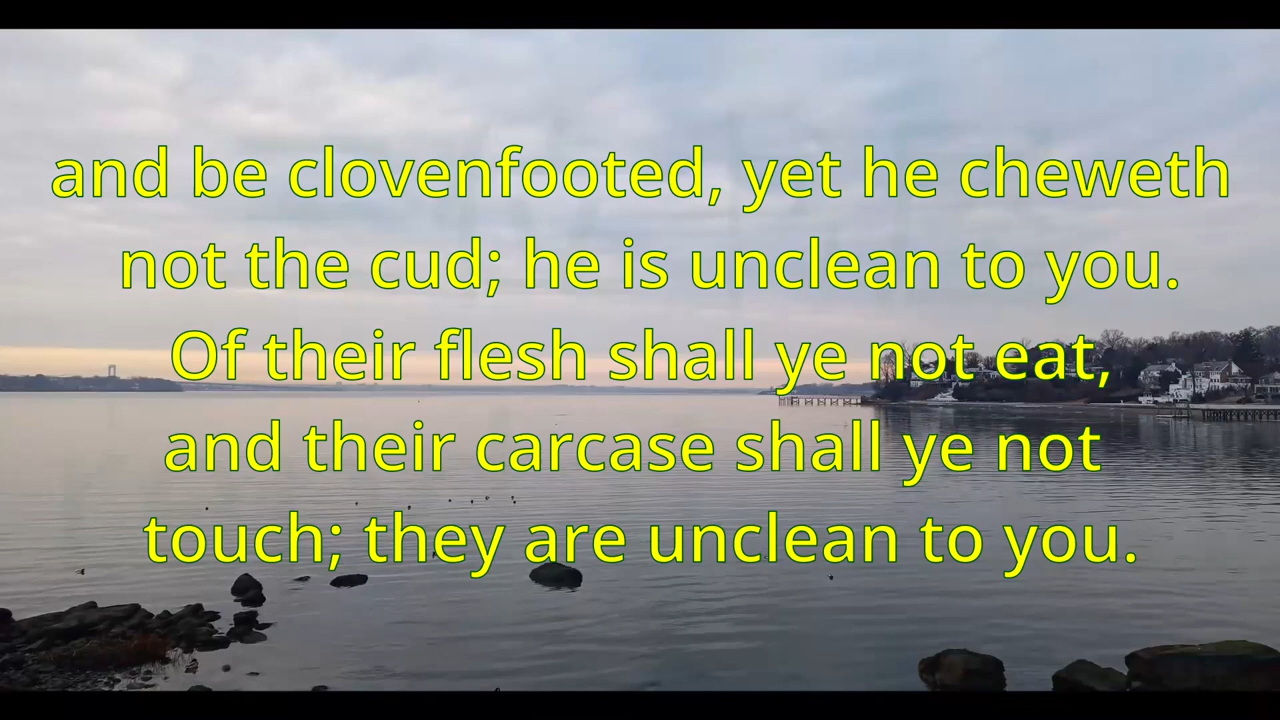 and be clovenfooted, yet he cheweth
not the cud; he is unclean to you.
Of their flesh shall ye not eat,
and their carcase shall ye not
touch; they are unclean to you.